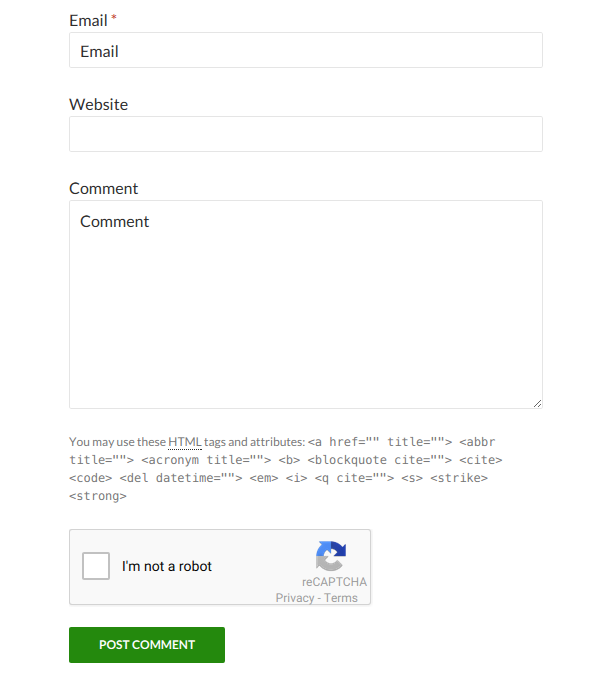 Email *
Email
Website
Comment
Comment
You may use these HTML tags and attributes: <a href="" title=""> <abbr
title=""> <acronym title=""> <b> <blockquote cite=""> <cite>
<code> <del datetime=""> <em> <i> <q cite=""> <s> <strike>
<strong>
I'm not a robot
reCAPTCHA
Privacy - Terms
POST COMMENT